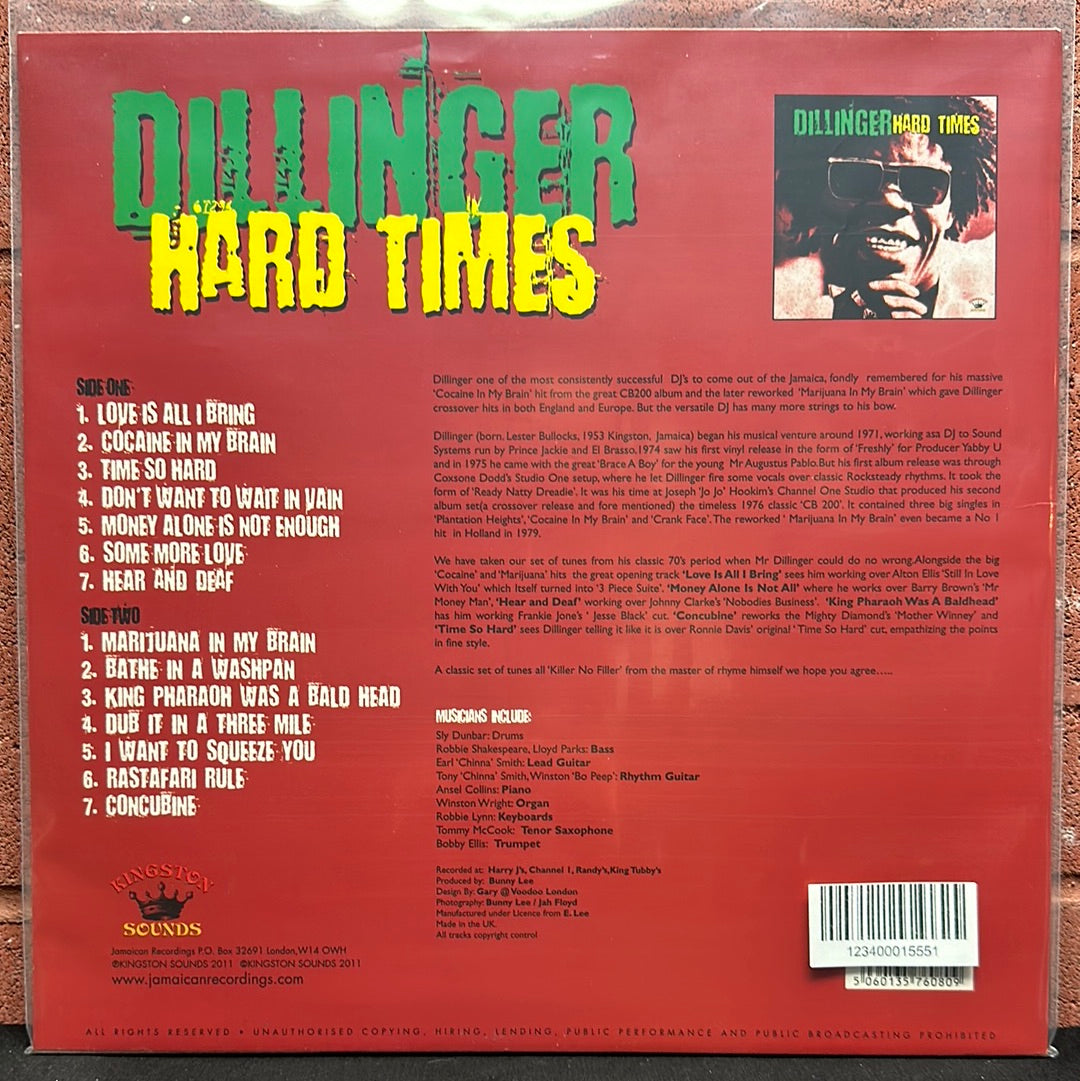 DILLINGER
HARD TIMES
DILLINGER HARD TIMES
SIDE ONE
1. LOVE IS ALL I BRING
2. COCAINE IN MY BRAIN
3. TIME SO HARD
4. DON'T WANT TO WAIT IN VAIN
5. MONEY ALONE IS NOT ENOUGH
6. SOME MORE LOVE
7. HEAR AND DEAF
SIDE TWO
1. MARIJUANA IN MY BRAIN
2. BATHE IN A WASHPAN
3. KING PHARAOH WAS A BALD HEAD
4. DUB IT IN A THREE MILE
5. I WANT TO SQUEEZE YOU
6. RASTAFARI RULE
7. CONCUBINE
Dillinger one of the most consistently successful DJ's to come out of the Jamaica, fondly remembered for his massive
'Cocaine In My Brain' hit from the great CB200 album and the later reworked 'Marijuana In My Brain' which gave Dillinger
crossover hits in both England and Europe. But the versatile DJ has many more strings to his bow.
Dillinger (born. Lester Bullocks, 1953 Kingston, Jamaica) began his musical venture around 1971, working asa DJ to Sound
Systems run by Prince Jackie and El Brasso.1974 saw his first vinyl release in the form of 'Freshly' for Producer Yabby U
and in 1975 he came with the great 'Brace A Boy' for the young Mr Augustus Pablo.But his first album release was through
Coxsone Dodd's Studio One setup, where he let Dillinger fire some vocals over classic Rocksteady rhythms. It took the
form of 'Ready Natty Dreadie'. It was his time at Joseph 'Jo Jo' Hookim's Channel One Studio that produced his second
album set(a crossover release and fore mentioned) the timeless 1976 classic 'CB 200'. It contained three big singles in
'Plantation Heights', 'Cocaine In My Brain' and 'Crank Face'. The reworked ' Marijuana In My Brain' even became a No 1
hit in Holland in 1979.
We have taken our set of tunes from his classic 70's period when Mr Dillinger could do no wrong.Alongside the big
'Cocaine' and 'Marijuana' hits the great opening track 'Love Is All I Bring' sees him working over Alton Ellis 'Still In Love
With You' which Itself turned into '3 Piece Suite'. 'Money Alone Is Not All' where he works over Barry Brown's 'Mr
Money Man', 'Hear and Deaf' working over Johnny Clarke's 'Nobodies Business'. 'King Pharaoh Was A Baldhead'
has him working Frankie Jone's ' Jesse Black' cut. 'Concubine' reworks the Mighty Diamond's 'Mother Winney' and
'Time So Hard' sees Dillinger telling it like it is over Ronnie Davis' original ' Time So Hard' cut, empathizing the points
in fine style.
A classic set of tunes all 'Killer No Filler' from the master of rhyme himself we hope you agree.....
MUSICIANS INCLUDE:
Sly Dunbar: Drums
Robbie Shakespeare, Lloyd Parks: Bass
Earl 'Chinna' Smith: Lead Guitar
Tony 'Chinna' Smith, Winston 'Bo Peep': Rhythm Guitar
Ansel Collins: Piano
Winston Wright: Organ
Robbie Lynn: Keyboards
Tommy McCook: Tenor Saxophone
Bobby Ellis: Trumpet
Recorded at: Harry J's, Channel 1, Randy's,King Tubby's
Produced by: Bunny Lee
Design By: Gary @ Voodoo London
Photography: Bunny Lee / Jah Floyd
Manufactured under Licence from E. Lee
Made in the UK.
All tracks copyright control
KINGSTON
SOUNDS
Jamaican Recordings P.O. Box 32691 London, W14 OWH
℗KINGSTON SOUNDS 2011 ©KINGSTON SOUNDS 2011
www.jamaicanrecordings.com
123400015551
5 060135 760809
ALL RIGHTS RESERVED • UNAUTHORISED COPYING, HIRING, LENDING, PUBLIC PERFORMANCE AND PUBLIC BROADCASTING PROHIBITED